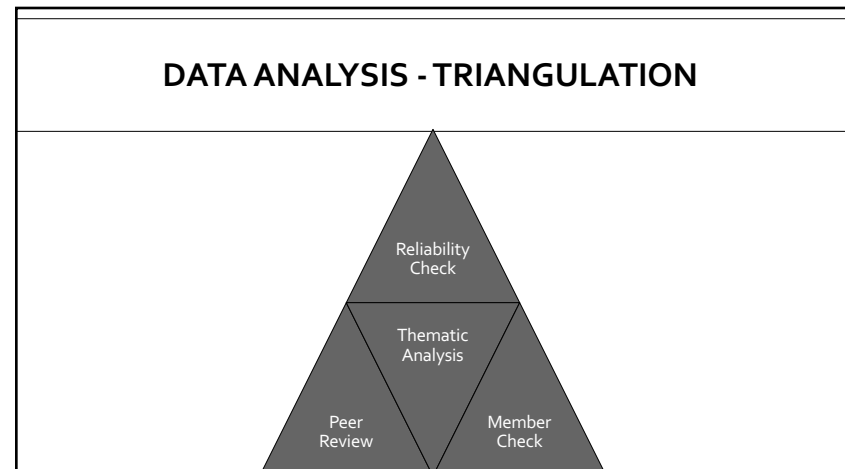 DATA ANALYSIS - TRIANGULATION
Reliability
Check
Thematic
Analysis
Peer
Review
Member
Check